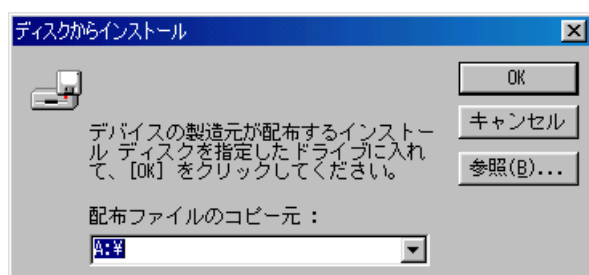 ディスクからインストール
OK
デバイスの製造元が配布するインストー
ル ディスクを指定したドライブに入れ
て、[OK] をクリックしてください。
キャンセル
参照(B)...
配布ファイルのコピー元：
A:¥